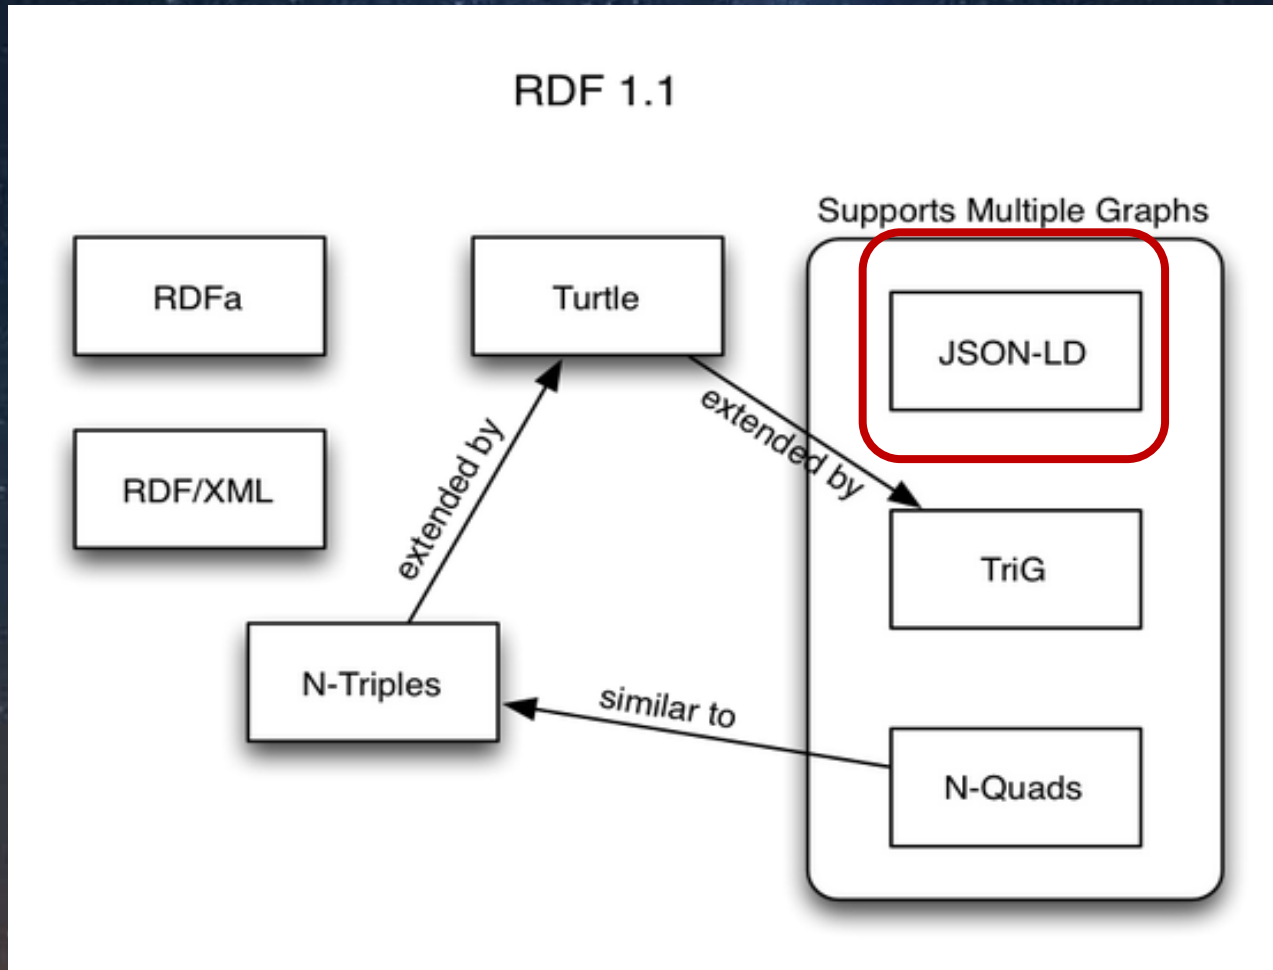 RDF 1.1
Supports Multiple Graphs
RDFa
Turtle
JSON-LD
extended by
extended by
RDF/XML
TriG
N-Triples
similar to
N-Quads